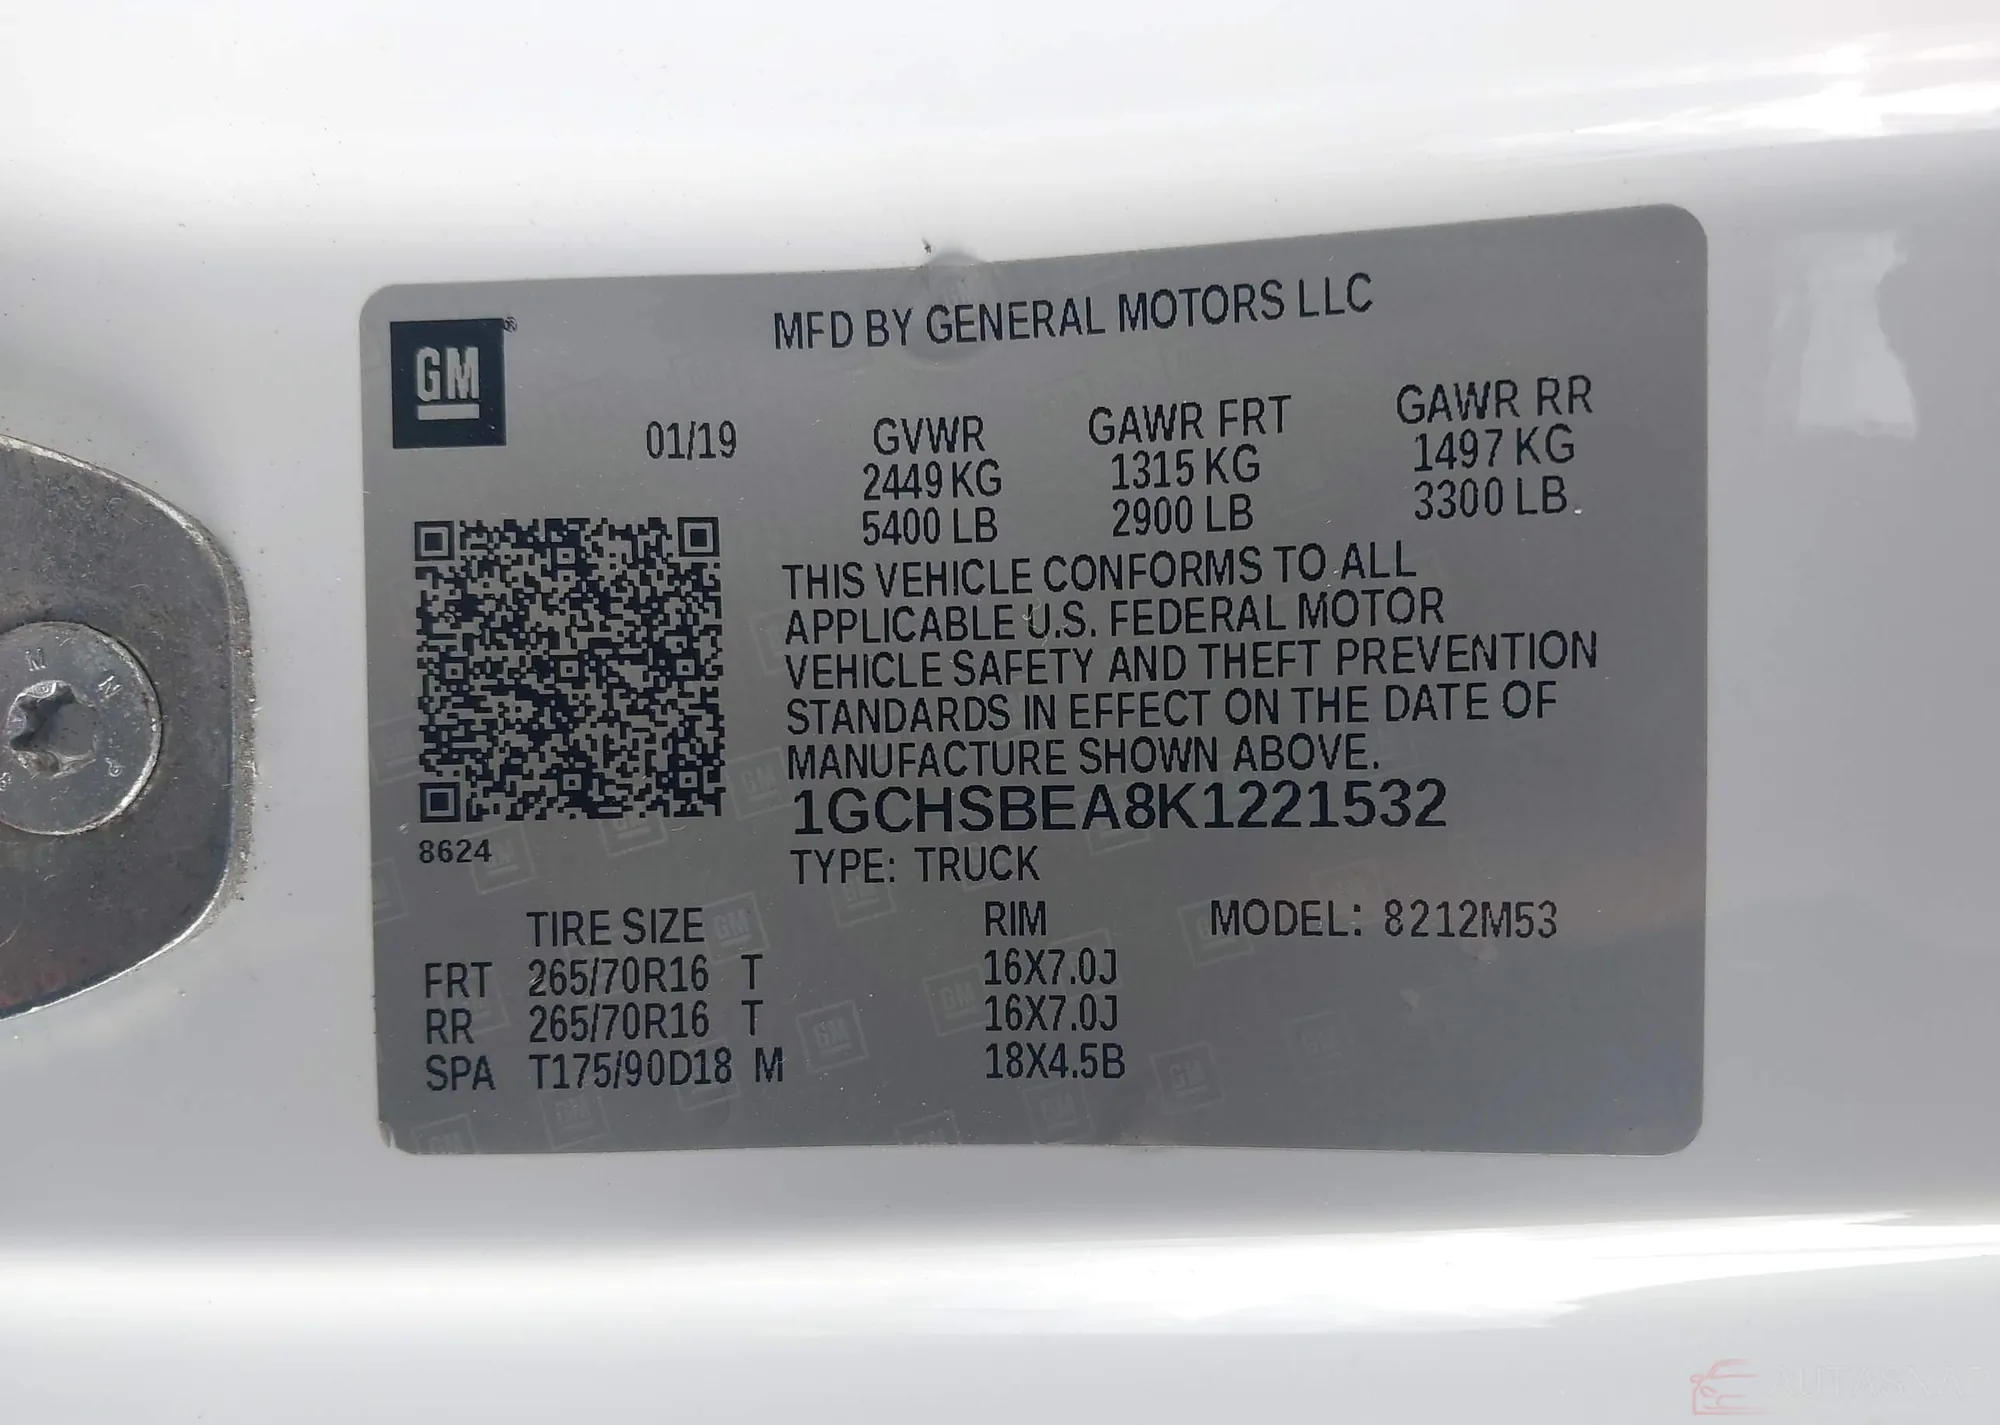 MFD BY GENERAL MOTORS LLC
GM ®
01/19
GVWR GAWR FRT GAWR RR
2449 KG 1315 KG 1497 KG
5400 LB 2900 LB 3300 LB
THIS VEHICLE CONFORMS TO ALL
APPLICABLE U.S. FEDERAL MOTOR
VEHICLE SAFETY AND THEFT PREVENTION
STANDARDS IN EFFECT ON THE DATE OF
MANUFACTURE SHOWN ABOVE.
1GCHSBEA8K1221532
8624
TYPE: TRUCK
TIRE SIZE RIM MODEL: 8212M53
FRT 265/70R16 T 16X7.0J
RR 265/70R16 T 16X7.0J
SPA T175/90D18 M 18X4.5B